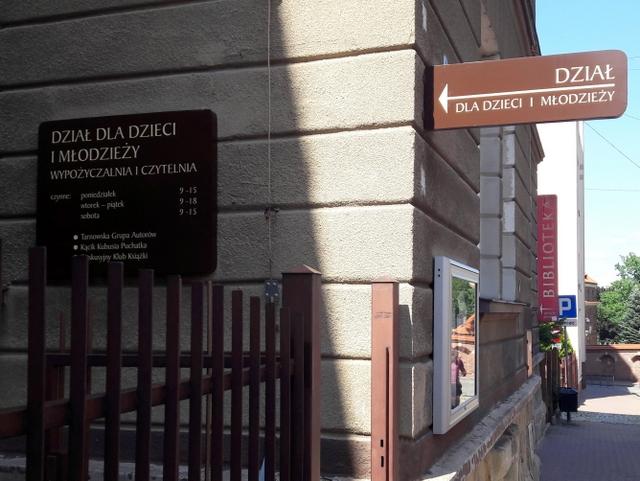 DZIAŁ DLA DZIECI
I MŁODZIEŻY
WYPOŻYCZALNIA I CZYTELNIA
czynne: poniedziałek 9 -15
wtorek – piątek 9 -18
sobota 9 -15
Tarnowska Grupa Autorów
Kącik Kubusia Puchatka
Klub Książki
DZIAŁ
DLA DZIECI I MŁODZIEŻY
BIBLIOTEKA
P